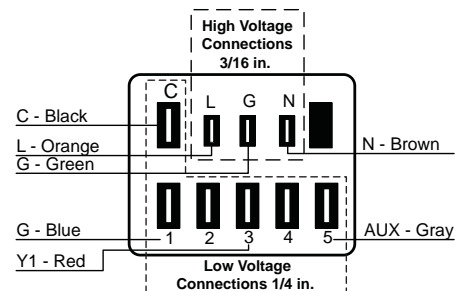 High Voltage
Connections
3/16 in.
C
L G N
C - Black
L - Orange
G - Green
N - Brown
G - Blue
1 2 3 4 5
AUX - Gray
Y1 - Red
Low Voltage
Connections 1/4 in.